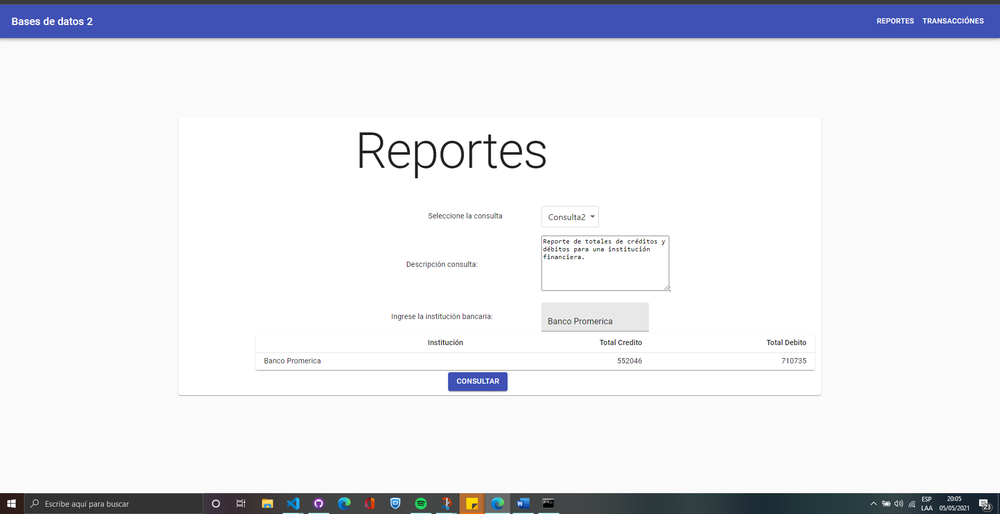 Bases de datos 2
REPORTES TRANSACCIÓNES
Reportes
Seleccione la consulta
Consulta2
Descripción consulta:
Reporte de totales de créditos y
débitos para una institución
financiera.
;
Ingrese la institución bancaria:
Banco Promerica
Institución Total Credito Total Debito
Banco Promerica 552046 710735
CONSULTAR
Escribe aquí para buscar
ESP
LAA
20:05
05/05/2021
23